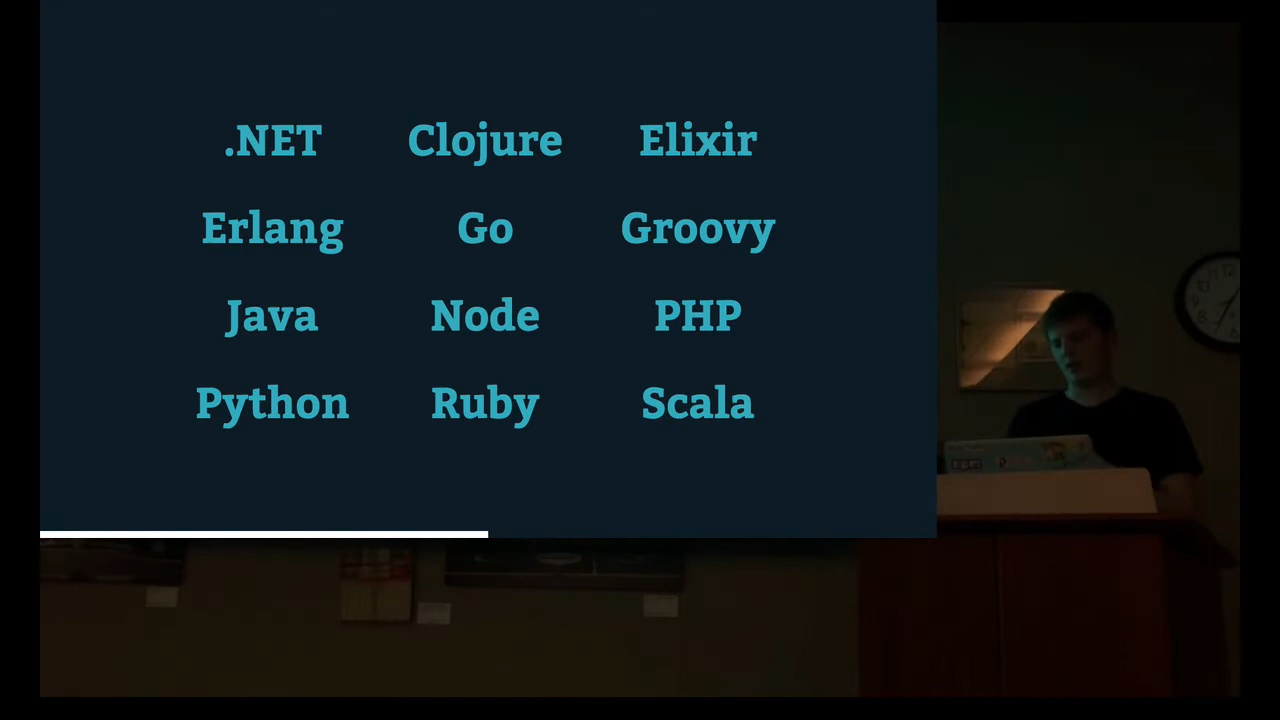 .NET Clojure Elixir
Erlang Go Groovy
Java Node PHP
Python Ruby Scala